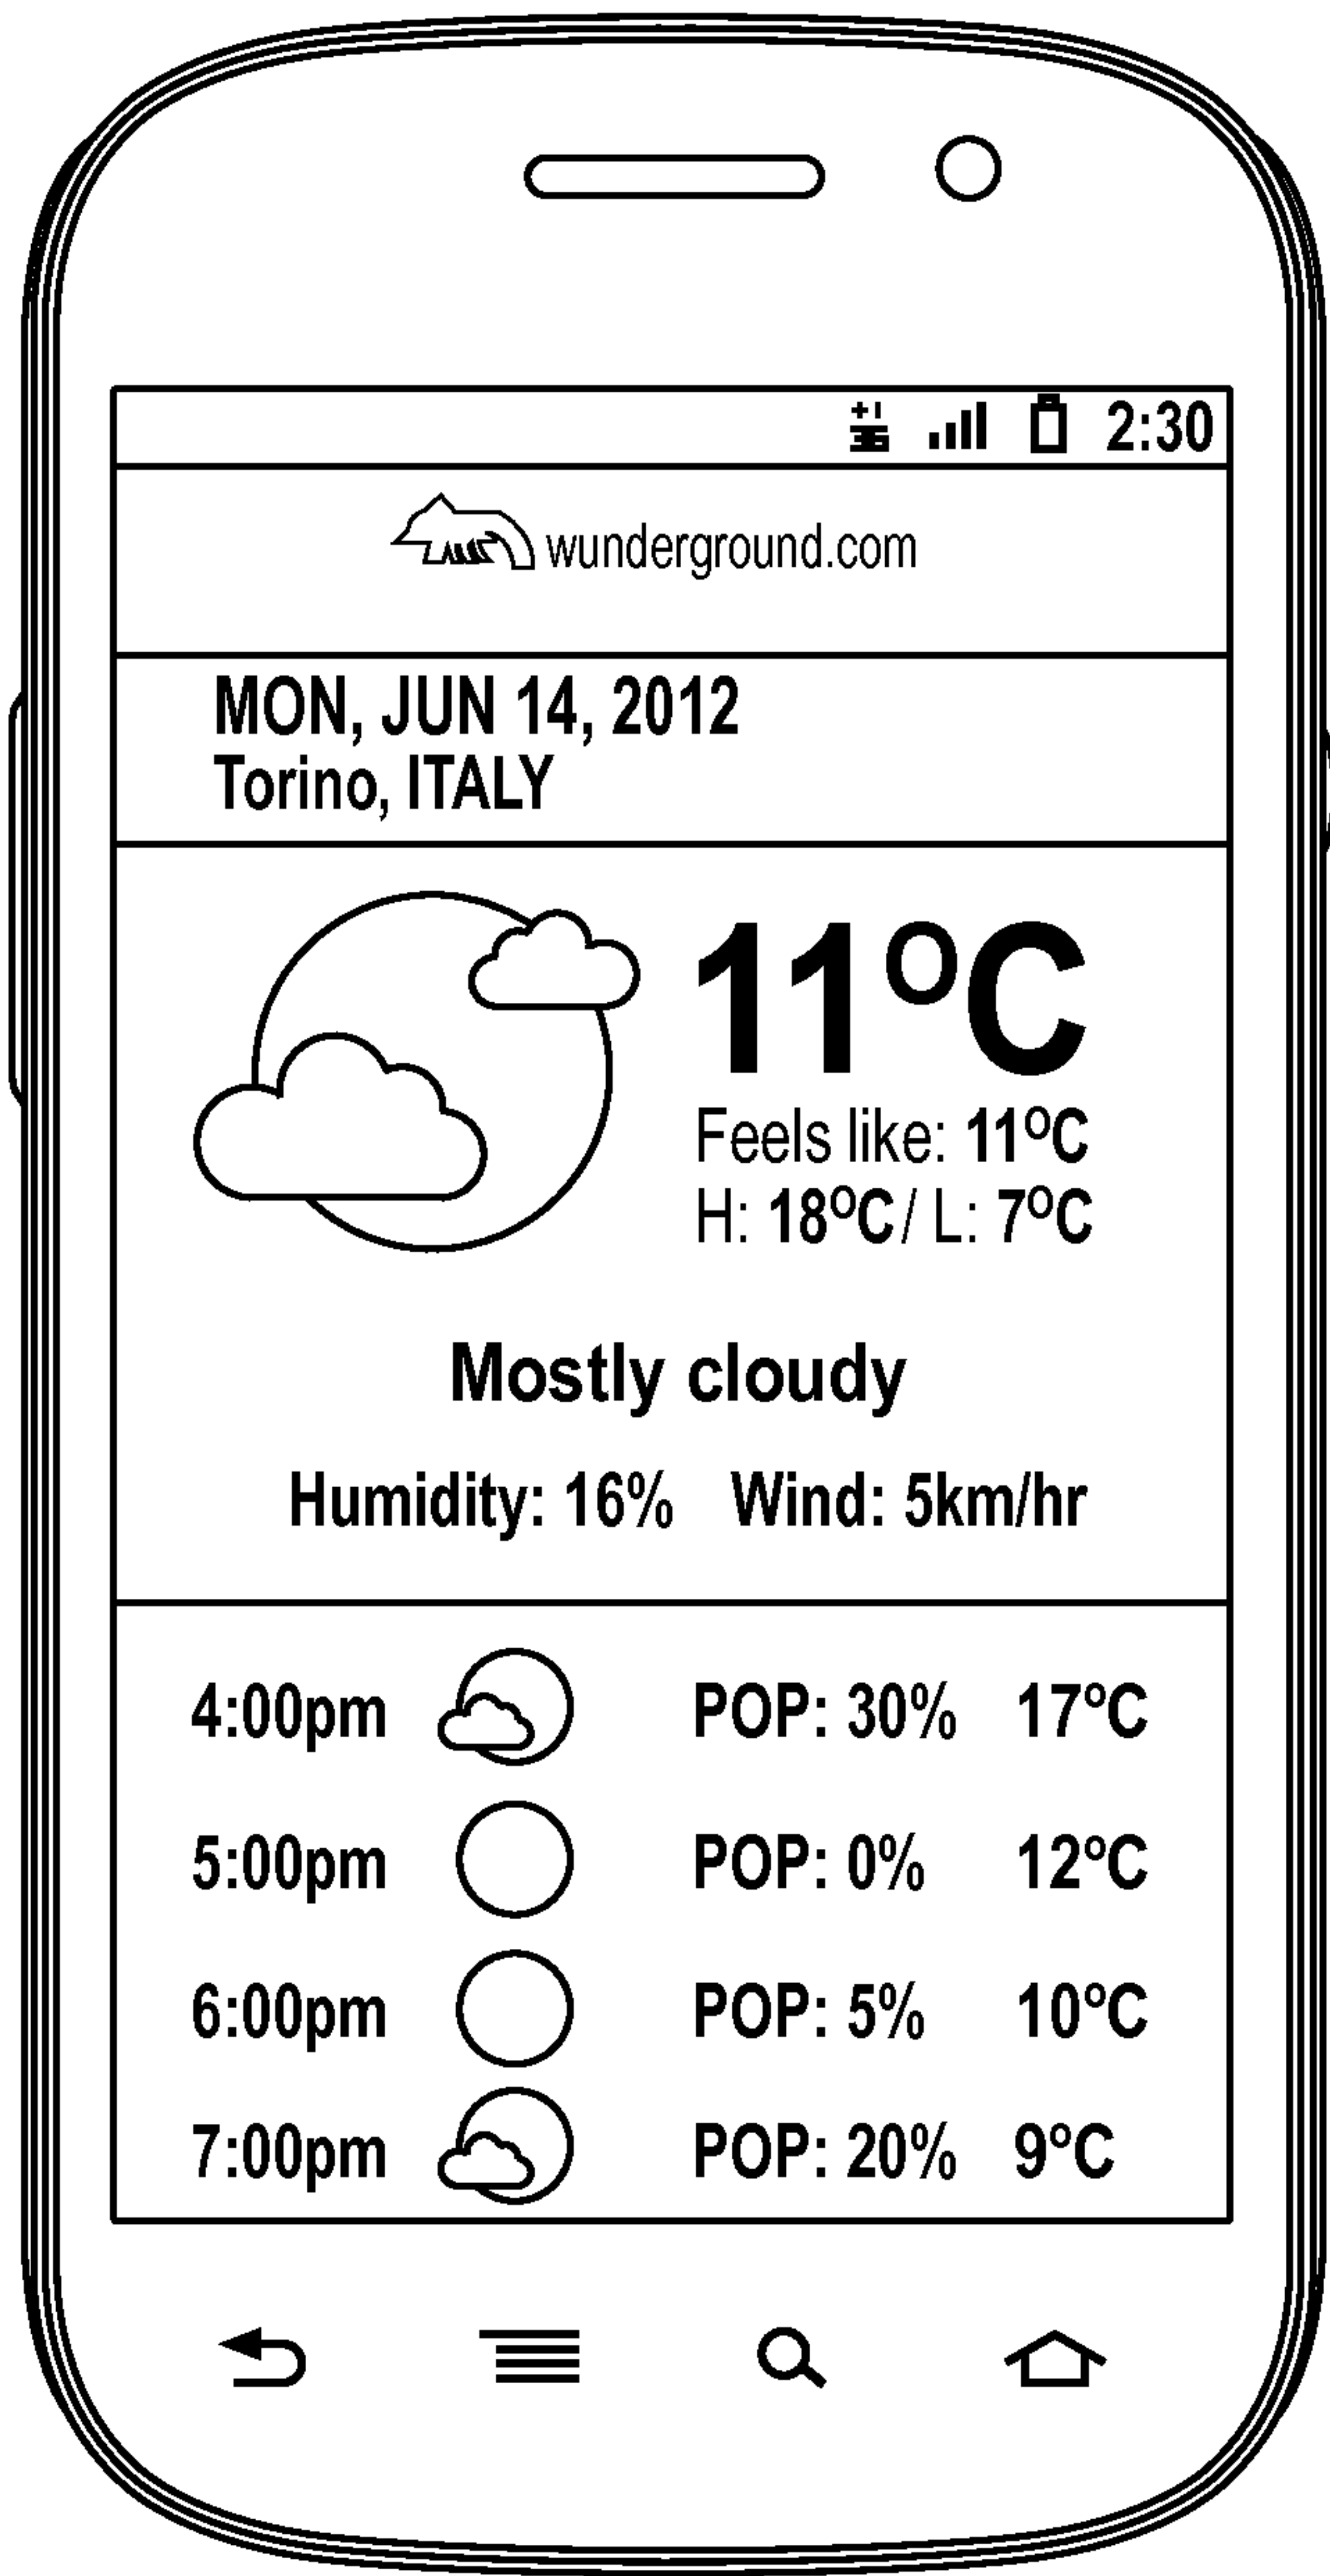 2:30
wunderground.com
MON, JUN 14, 2012
Torino, ITALY
11°C
Feels like: 11°C
H: 18°C / L: 7°C
Mostly cloudy
Humidity: 16% Wind: 5km/hr
4:00pm POP: 30% 17°C
5:00pm POP: 0% 12°C
6:00pm POP: 5% 10°C
7:00pm POP: 20% 9°C